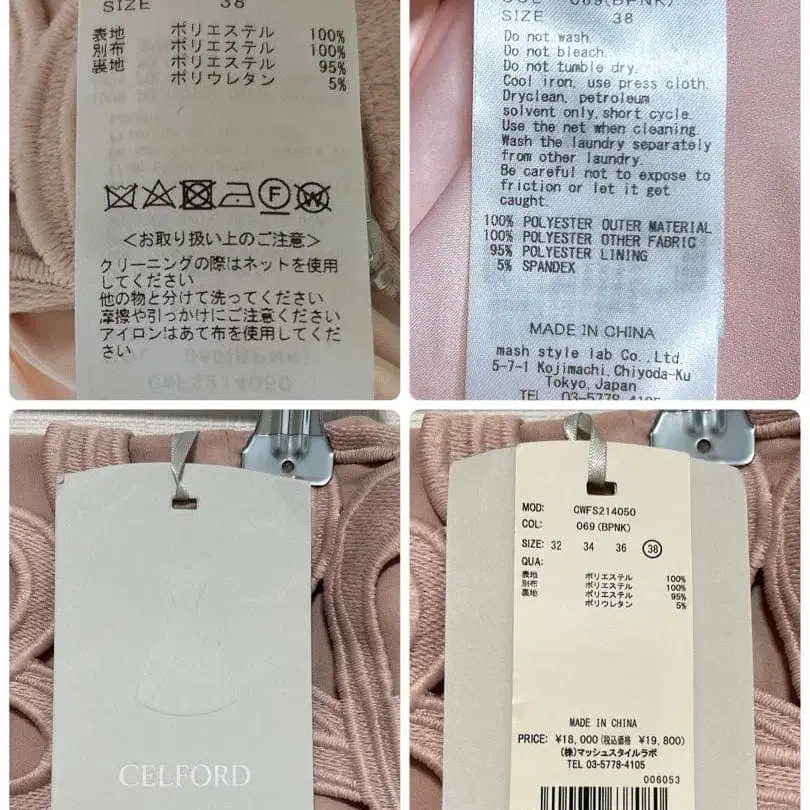 SIZE 38
表地 ポリエステル 100%
別布 ポリエステル 100%
裏地 ポリエステル 95%
ポリウレタン 5%
<お取り扱い上のご注意>
クリーニングの際はネットを使用
してください
他の物と分けて洗ってください
摩擦や引っかけにご注意ください
アイロンはあて布を使用してくだ
さい
COL 069(BPNK)
SIZE 38
Do not wash.
Do not bleach.
Do not tumble dry.
Cool iron, use press cloth.
Dryclean, petroleum
solvent only, short cycle.
Use the net when cleaning.
Wash the laundry separately
from other laundry.
Be careful not to expose to
friction or let it get
caught.
100% POLYESTER OUTER MATERIAL
100% POLYESTER OTHER FABRIC
95% POLYESTER LINING
5% SPANDEX
MADE IN CHINA
mash style lab Co., Ltd.
5-7-1 Kojimachi, Chiyoda-Ku
Tokyo, Japan
TEL 03-5778-4105
CELFORD
MOD: CWFS214050
COL: 069(BPNK)
SIZE: 32 34 36 38
QUA:
表地 ポリエステル 100%
別布 ポリエステル 100%
裏地 ポリエステル 95%
ポリウレタン 5%
MADE IN CHINA
PRICE: ¥18,000(税込価格 ¥19,800)
(株)マッシュスタイルラボ
TEL 03-5778-4105
006053